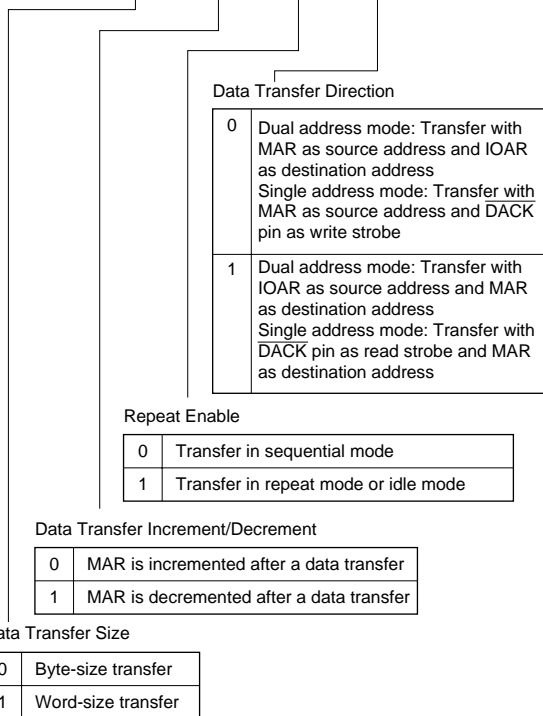 Data Transfer Direction
0 Dual address mode: Transfer with
MAR as source address and IOAR
as destination address
Single address mode: Transfer with
MAR as source address and D̅A̅C̅K̅
pin as write strobe
1 Dual address mode: Transfer with
IOAR as source address and MAR
as destination address
Single address mode: Transfer with
D̅A̅C̅K̅ pin as read strobe and MAR
as destination address
Repeat Enable
0 Transfer in sequential mode
1 Transfer in repeat mode or idle mode
Data Transfer Increment/Decrement
0 MAR is incremented after a data transfer
1 MAR is decremented after a data transfer
ata Transfer Size
0 Byte-size transfer
1 Word-size transfer